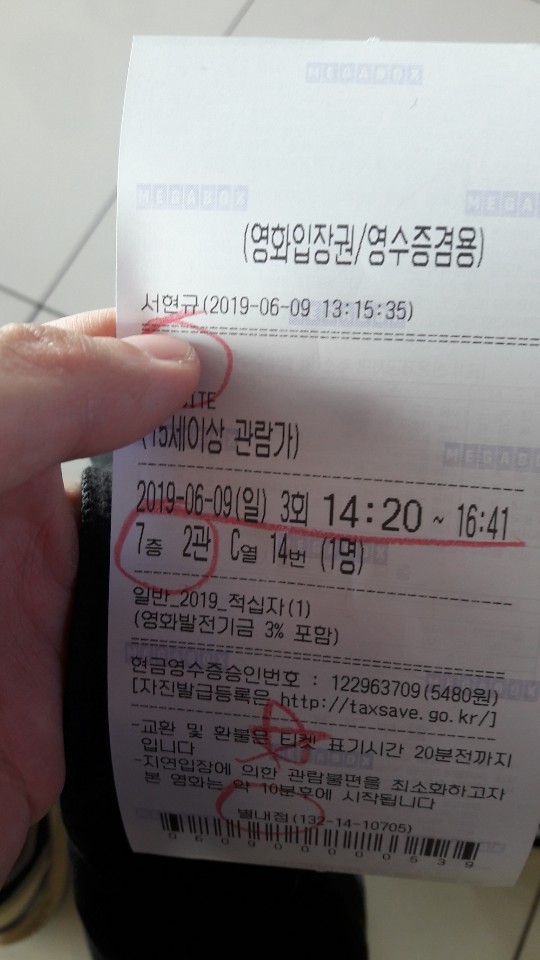 MEGABOX
MEGABOX MEGABOX
(영화입장권/영수증겸용)
서현규(2019-06-09 13:15:35)
(15세이상 관람가)
MEGABOX
2019-06-09(일) 3회 14:20 ~ 16:41
7층 2관 C열 14번 (1명)
일반_2019_적십자(1)
(영화발전기금 3% 포함)
현금영수증승인번호 : 122963709(5480원)
[자진발급등록은 http://taxsave.go.kr/]
-교환 및 환불은 티켓 표기시간 20분전까지
입니다
-지연입장에 의한 관람불편을 최소화하고자
본 영화는 약 10분후에 시작됩니다
별내점(132-14-10705)